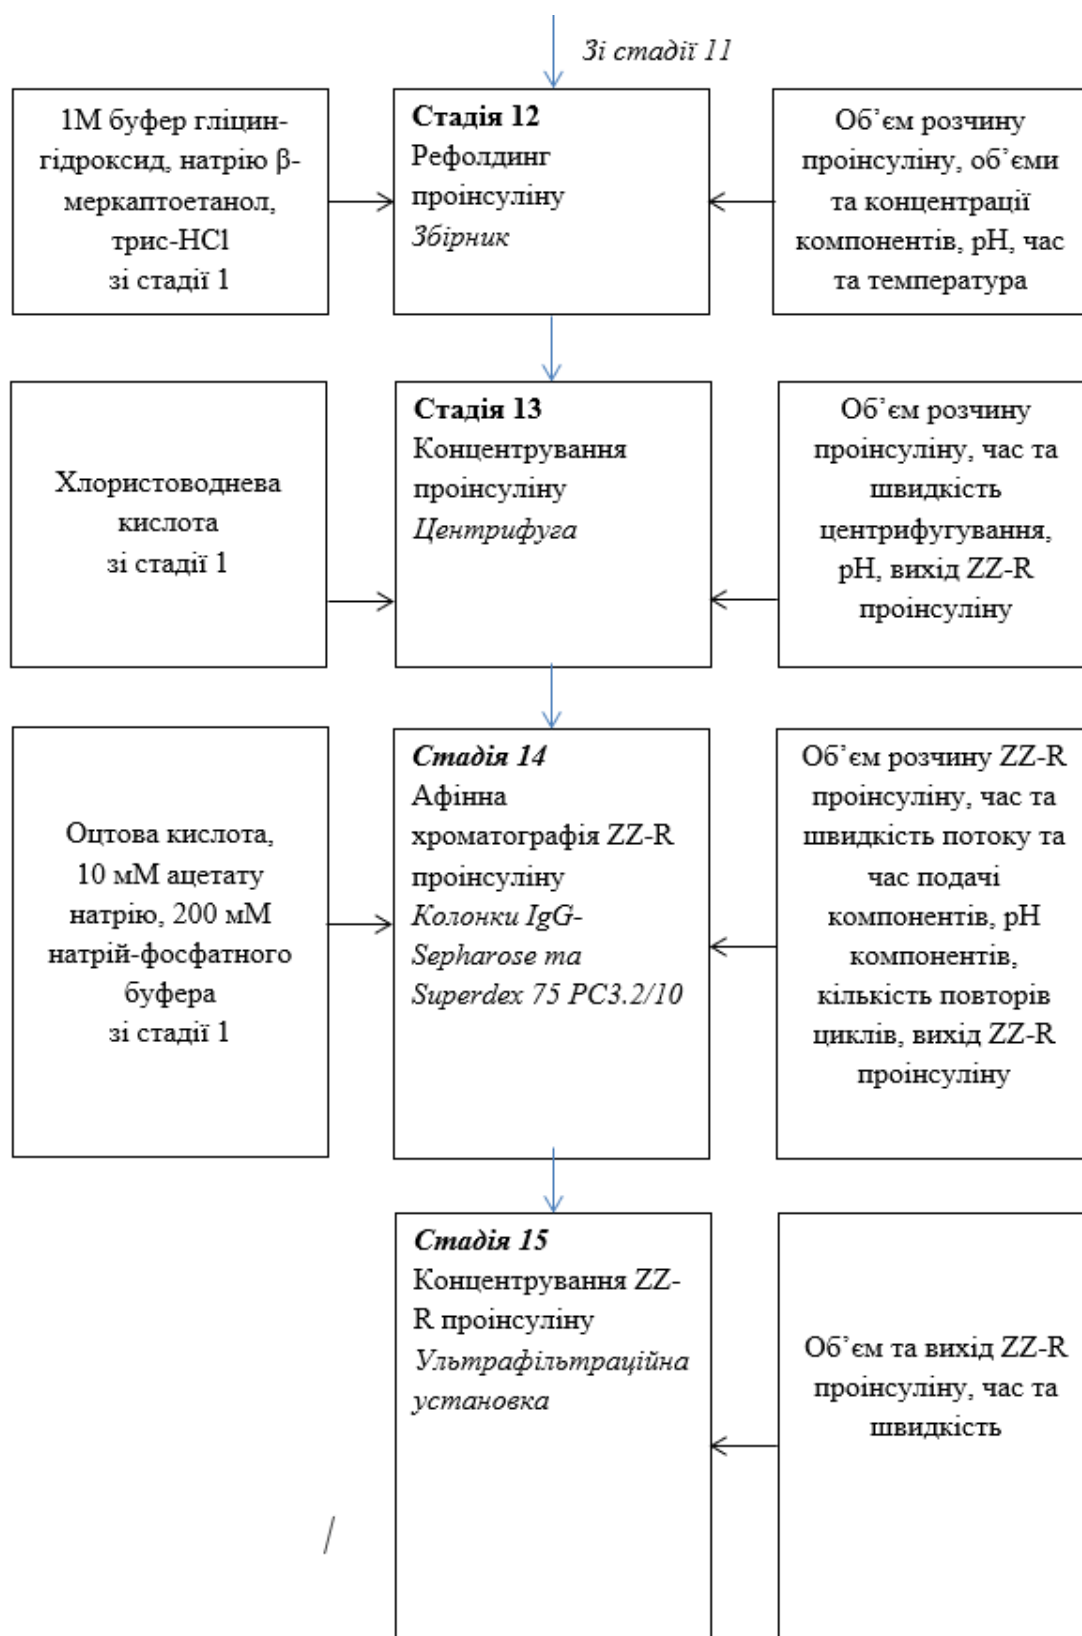 Зі стадії 11
1М буфер гліцин-
гідроксид, натрію β-
меркаптоетанол,
трис-HCl
зі стадії 1
Стадія 12
Рефолдинг
проінсуліну
Збірник
Об’єм розчину
проінсуліну, об’єми
та концентрації
компонентів, pH, час
та температура
Хлористоводнева
кислота
зі стадії 1
Стадія 13
Концентрування
проінсуліну
Центрифуга
Об’єм розчину
проінсуліну, час та
швидкість
центрифугування,
pH, вихід ZZ-R
проінсуліну
Оцтова кислота,
10 мМ ацетату
натрію, 200 мМ
натрій-фосфатного
буфера
зі стадії 1
Стадія 14
Афінна
хроматографія ZZ-R
проінсуліну
Колонки IgG-
Sepharose та
Superdex 75 PC3.2/10
Об’єм розчину ZZ-R
проінсуліну, час та
швидкість потоку та
час подачі
компонентів, pH
компонентів,
кількість повторів
циклів, вихід ZZ-R
проінсуліну
Стадія 15
Концентрування ZZ-
R проінсуліну
Ультрафільтраційна
установка
Об’єм та вихід ZZ-R
проінсуліну, час та
швидкість
/